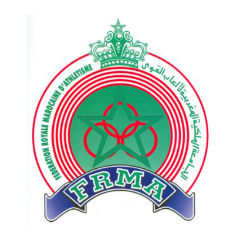 FEDERATION ROYALE MAROCAINE D'ATHLETISME
الجامعة الملكية المغربية لألعاب القوى
FRMA